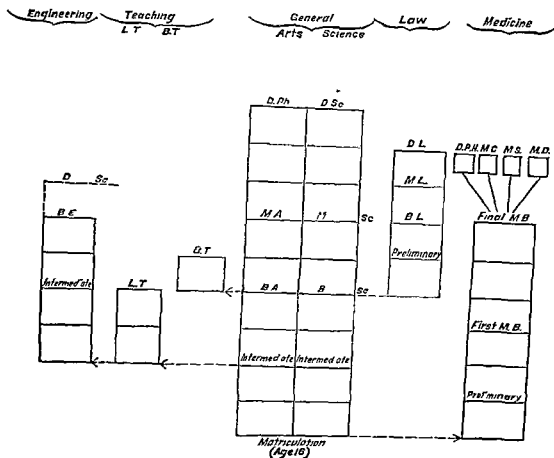 Engineering Teaching General Law Medicine
L.T B.T Arts Science
D.Ph D.Sc
D.L.
D.P.H. M.C M.S. M.D.
D Sc
M.L.
B.E M.A M Sc B.L Final M.B
B.T Preliminary
Intermediate L.T B.A B Sc
First M.B.
Intermediate Intermediate
Preliminary
Matriculation
(Age 16)